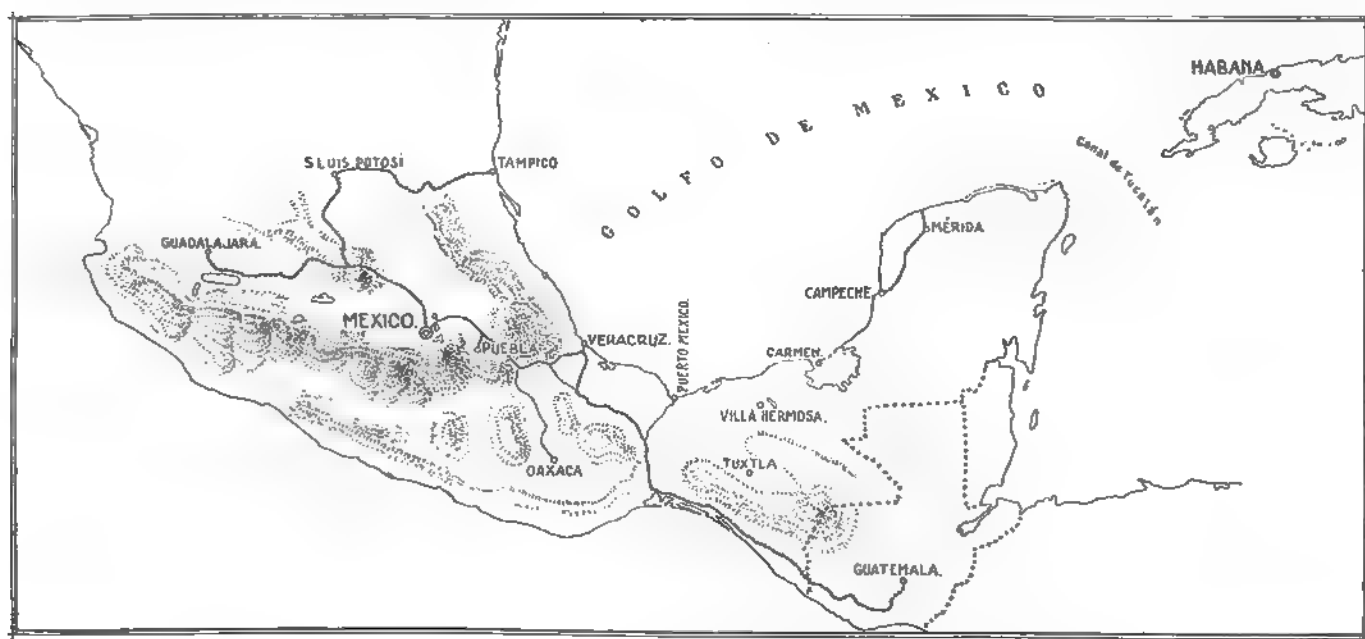 HABANA
GOLFO DE MEXICO
Canal de Yucatán
S LUIS POTOSÍ
TAMPICO
GUADALAJARA.
MÉRIDA
CAMPECHE
MEXICO.
PUEBLA
VERACRUZ.
PUERTO MEXICO.
CARMEN.
VILLA HERMOSA.
OAXACA
TUXTLA
GUATEMALA.